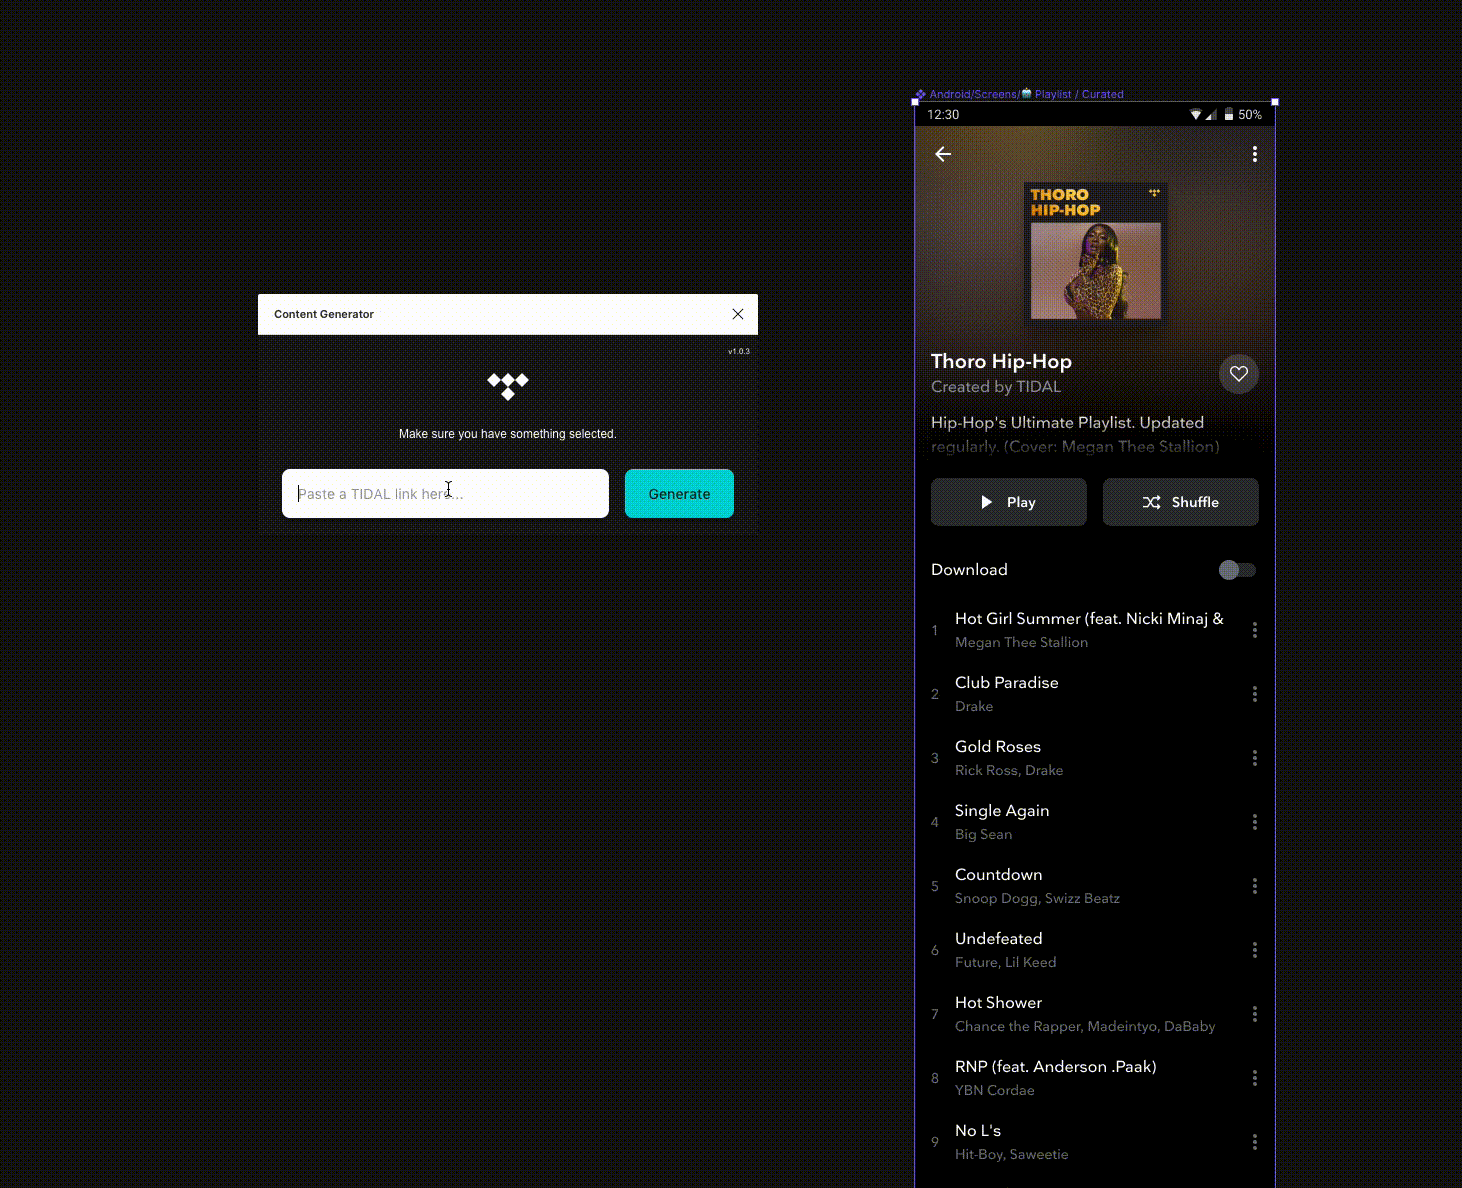 Content Generator
v1.0.3
Make sure you have something selected.
Paste a TIDAL link here...
Generate
Android/Screens/ Playlist / Curated
12:30
50%
THORO
HIP-HOP
Thoro Hip-Hop
Created by TIDAL
Hip-Hop's Ultimate Playlist. Updated
regularly. (Cover: Megan Thee Stallion)
Play
Shuffle
Download
1
Hot Girl Summer (feat. Nicki Minaj &
Megan Thee Stallion
2
Club Paradise
Drake
3
Gold Roses
Rick Ross, Drake
4
Single Again
Big Sean
5
Countdown
Snoop Dogg, Swizz Beatz
6
Undefeated
Future, Lil Keed
7
Hot Shower
Chance the Rapper, Madeintyo, DaBaby
8
RNP (feat. Anderson .Paak)
YBN Cordae
9
No L's
Hit-Boy, Saweetie